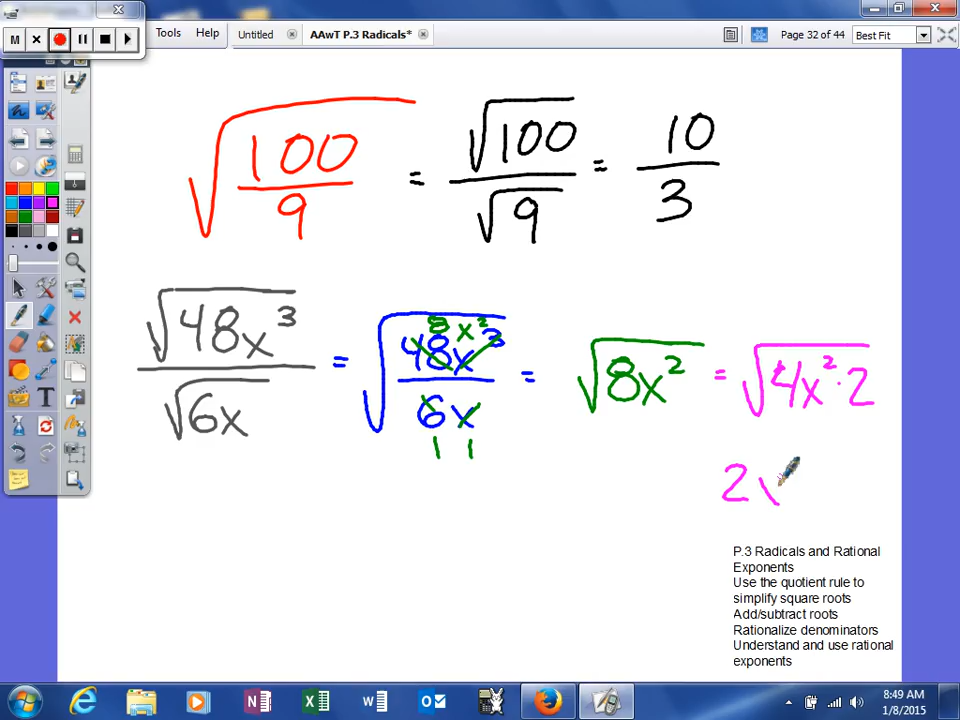 M
Tools Help Untitled AAwT P.3 Radicals* Page 32 of 44 Best Fit
√(100/9) = √100/√9 = 10/3
√48x³/√6x = √(48x³/6x) = √8x² = √4x²·2
8 x²
1 1
2
P.3 Radicals and Rational
Exponents
Use the quotient rule to
simplify square roots
Add/subtract roots
Rationalize denominators
Understand and use rational
exponents
8:49 AM
1/8/2015